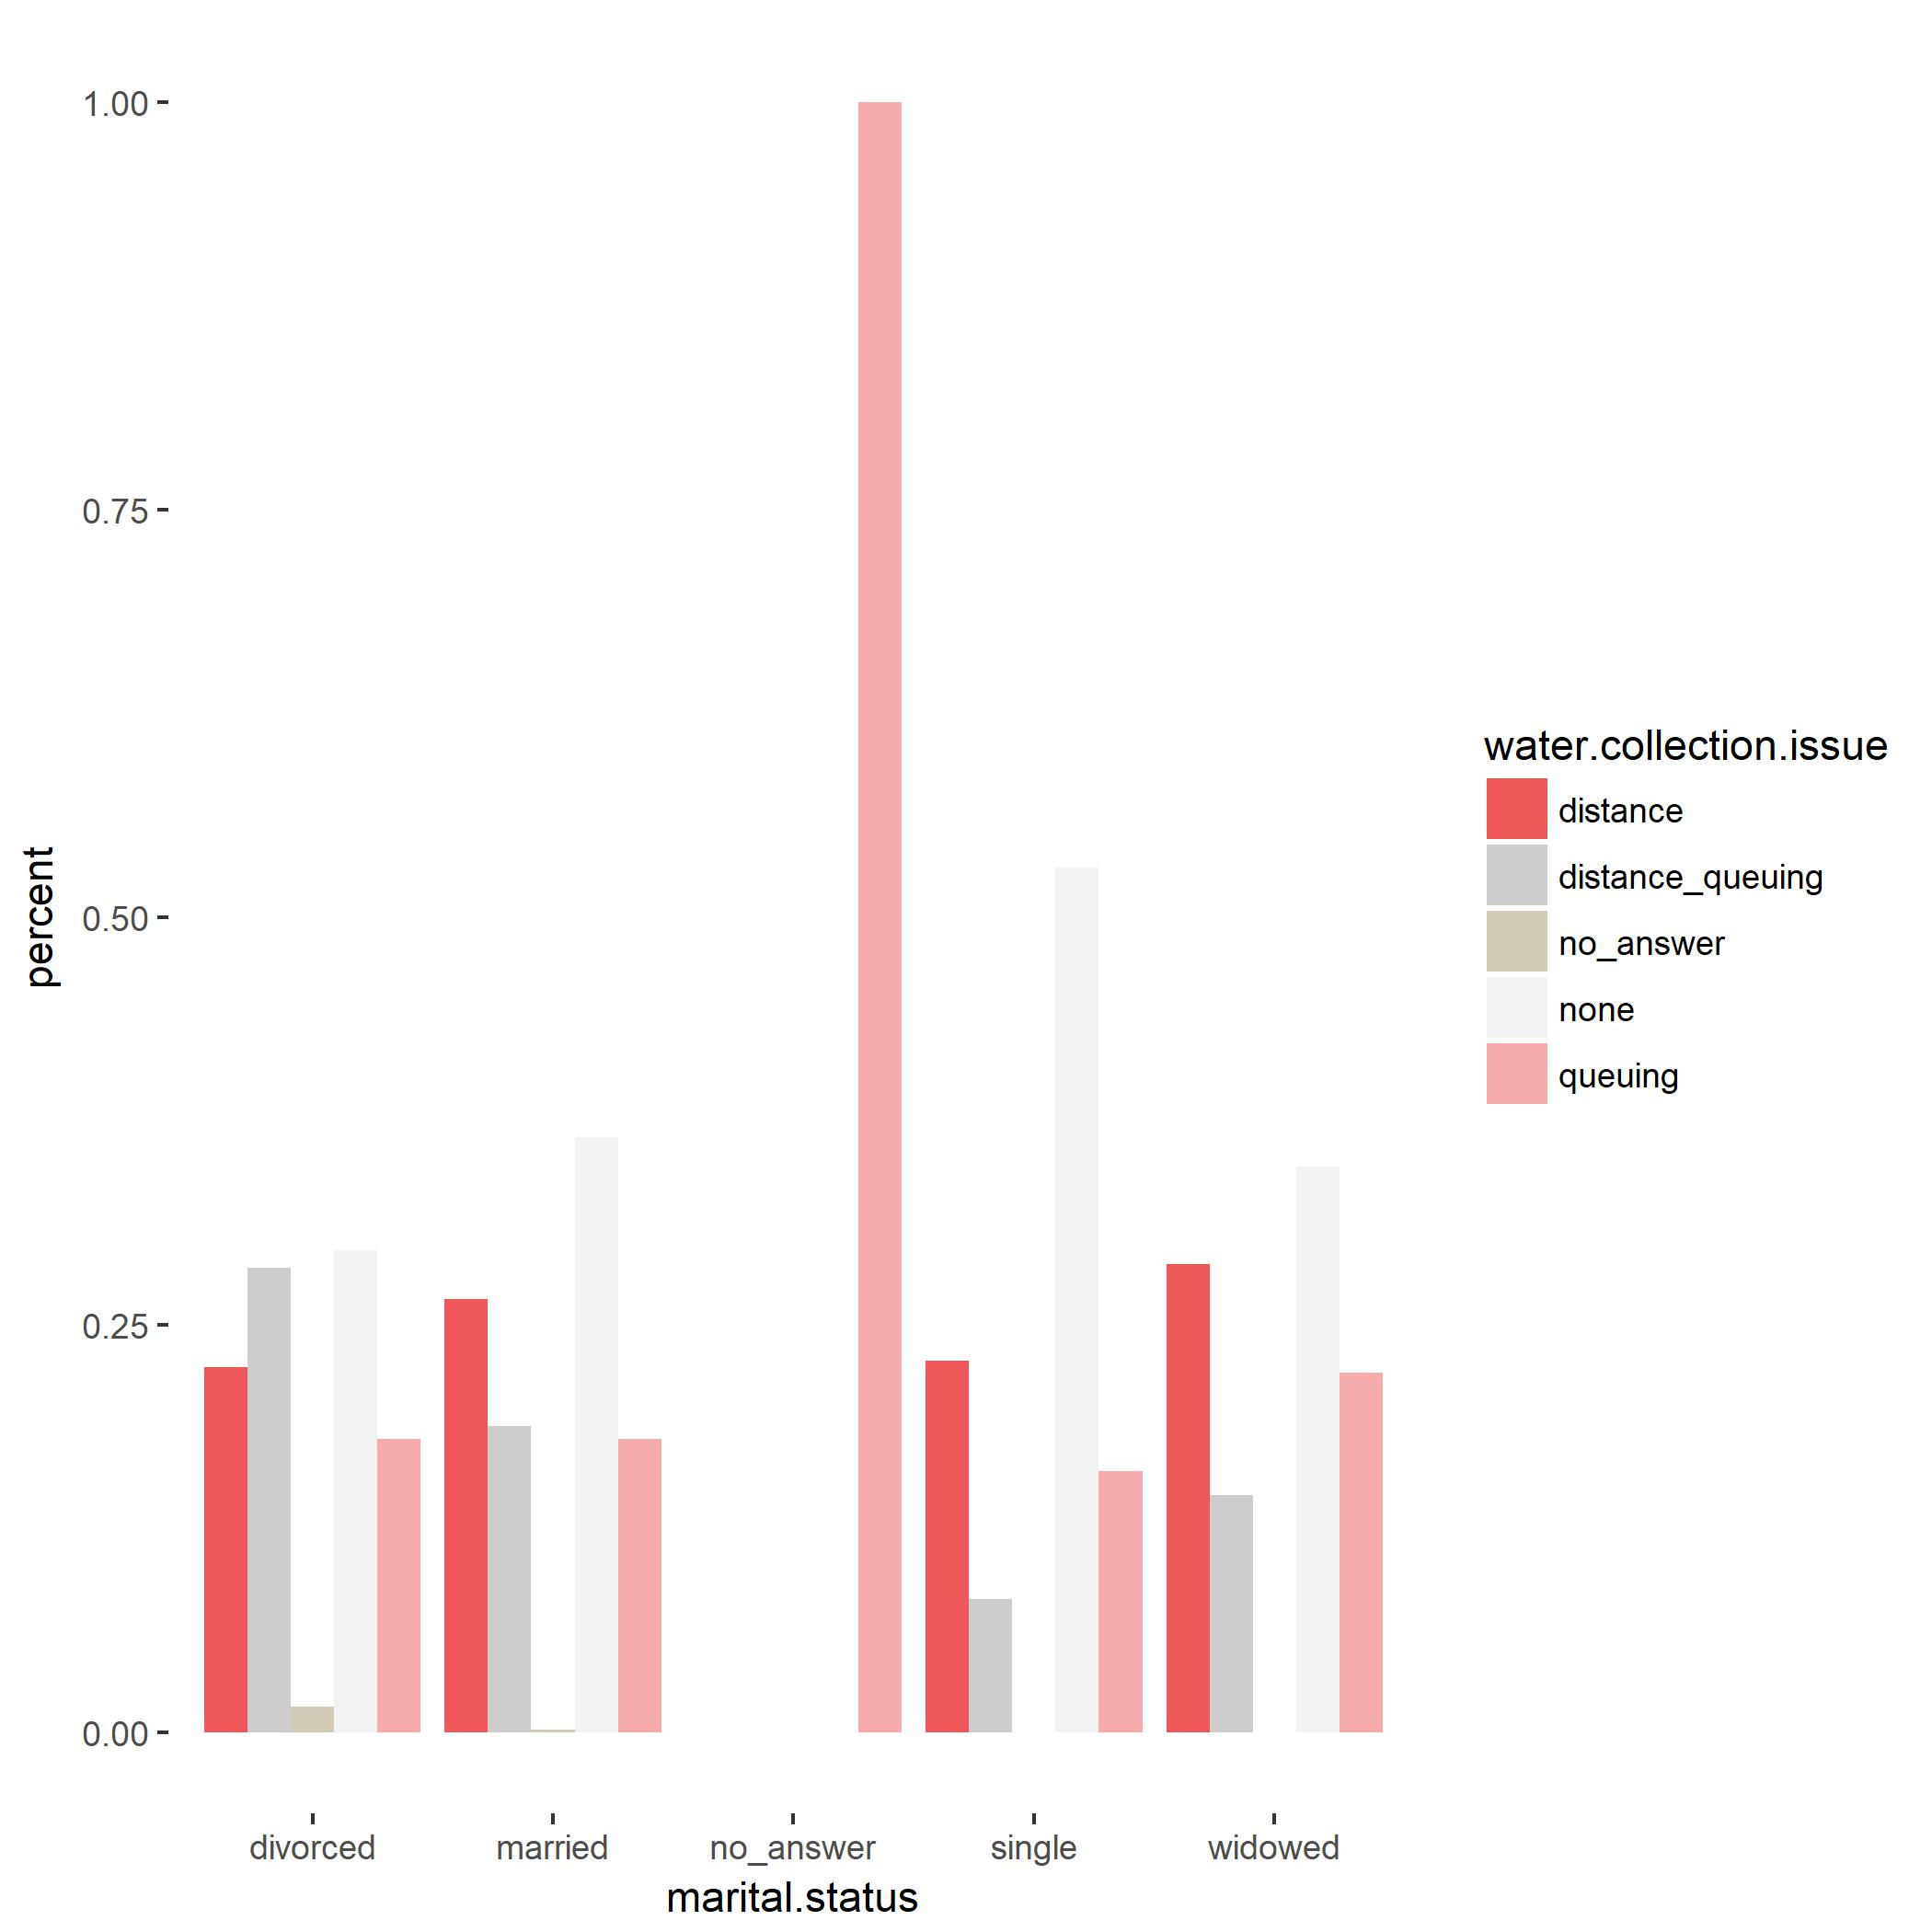 1.00
0.75
0.50
0.25
0.00
percent
divorced
married
no_answer
single
widowed
marital.status
water.collection.issue
distance
distance_queuing
no_answer
none
queuing